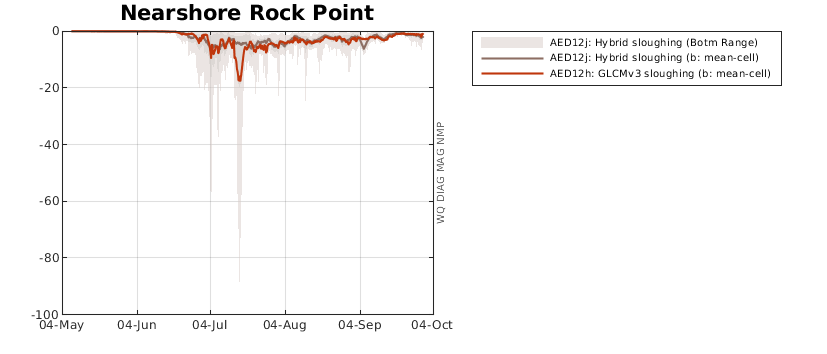 Nearshore Rock Point
0
-20
-40
-60
-80
-100
04-May
04-Jun
04-Jul
04-Aug
04-Sep
04-Oct
WQ DIAG MAG NMP
AED12j: Hybrid sloughing (Botm Range)
AED12j: Hybrid sloughing (b: mean-cell)
AED12h: GLCMv3 sloughing (b: mean-cell)